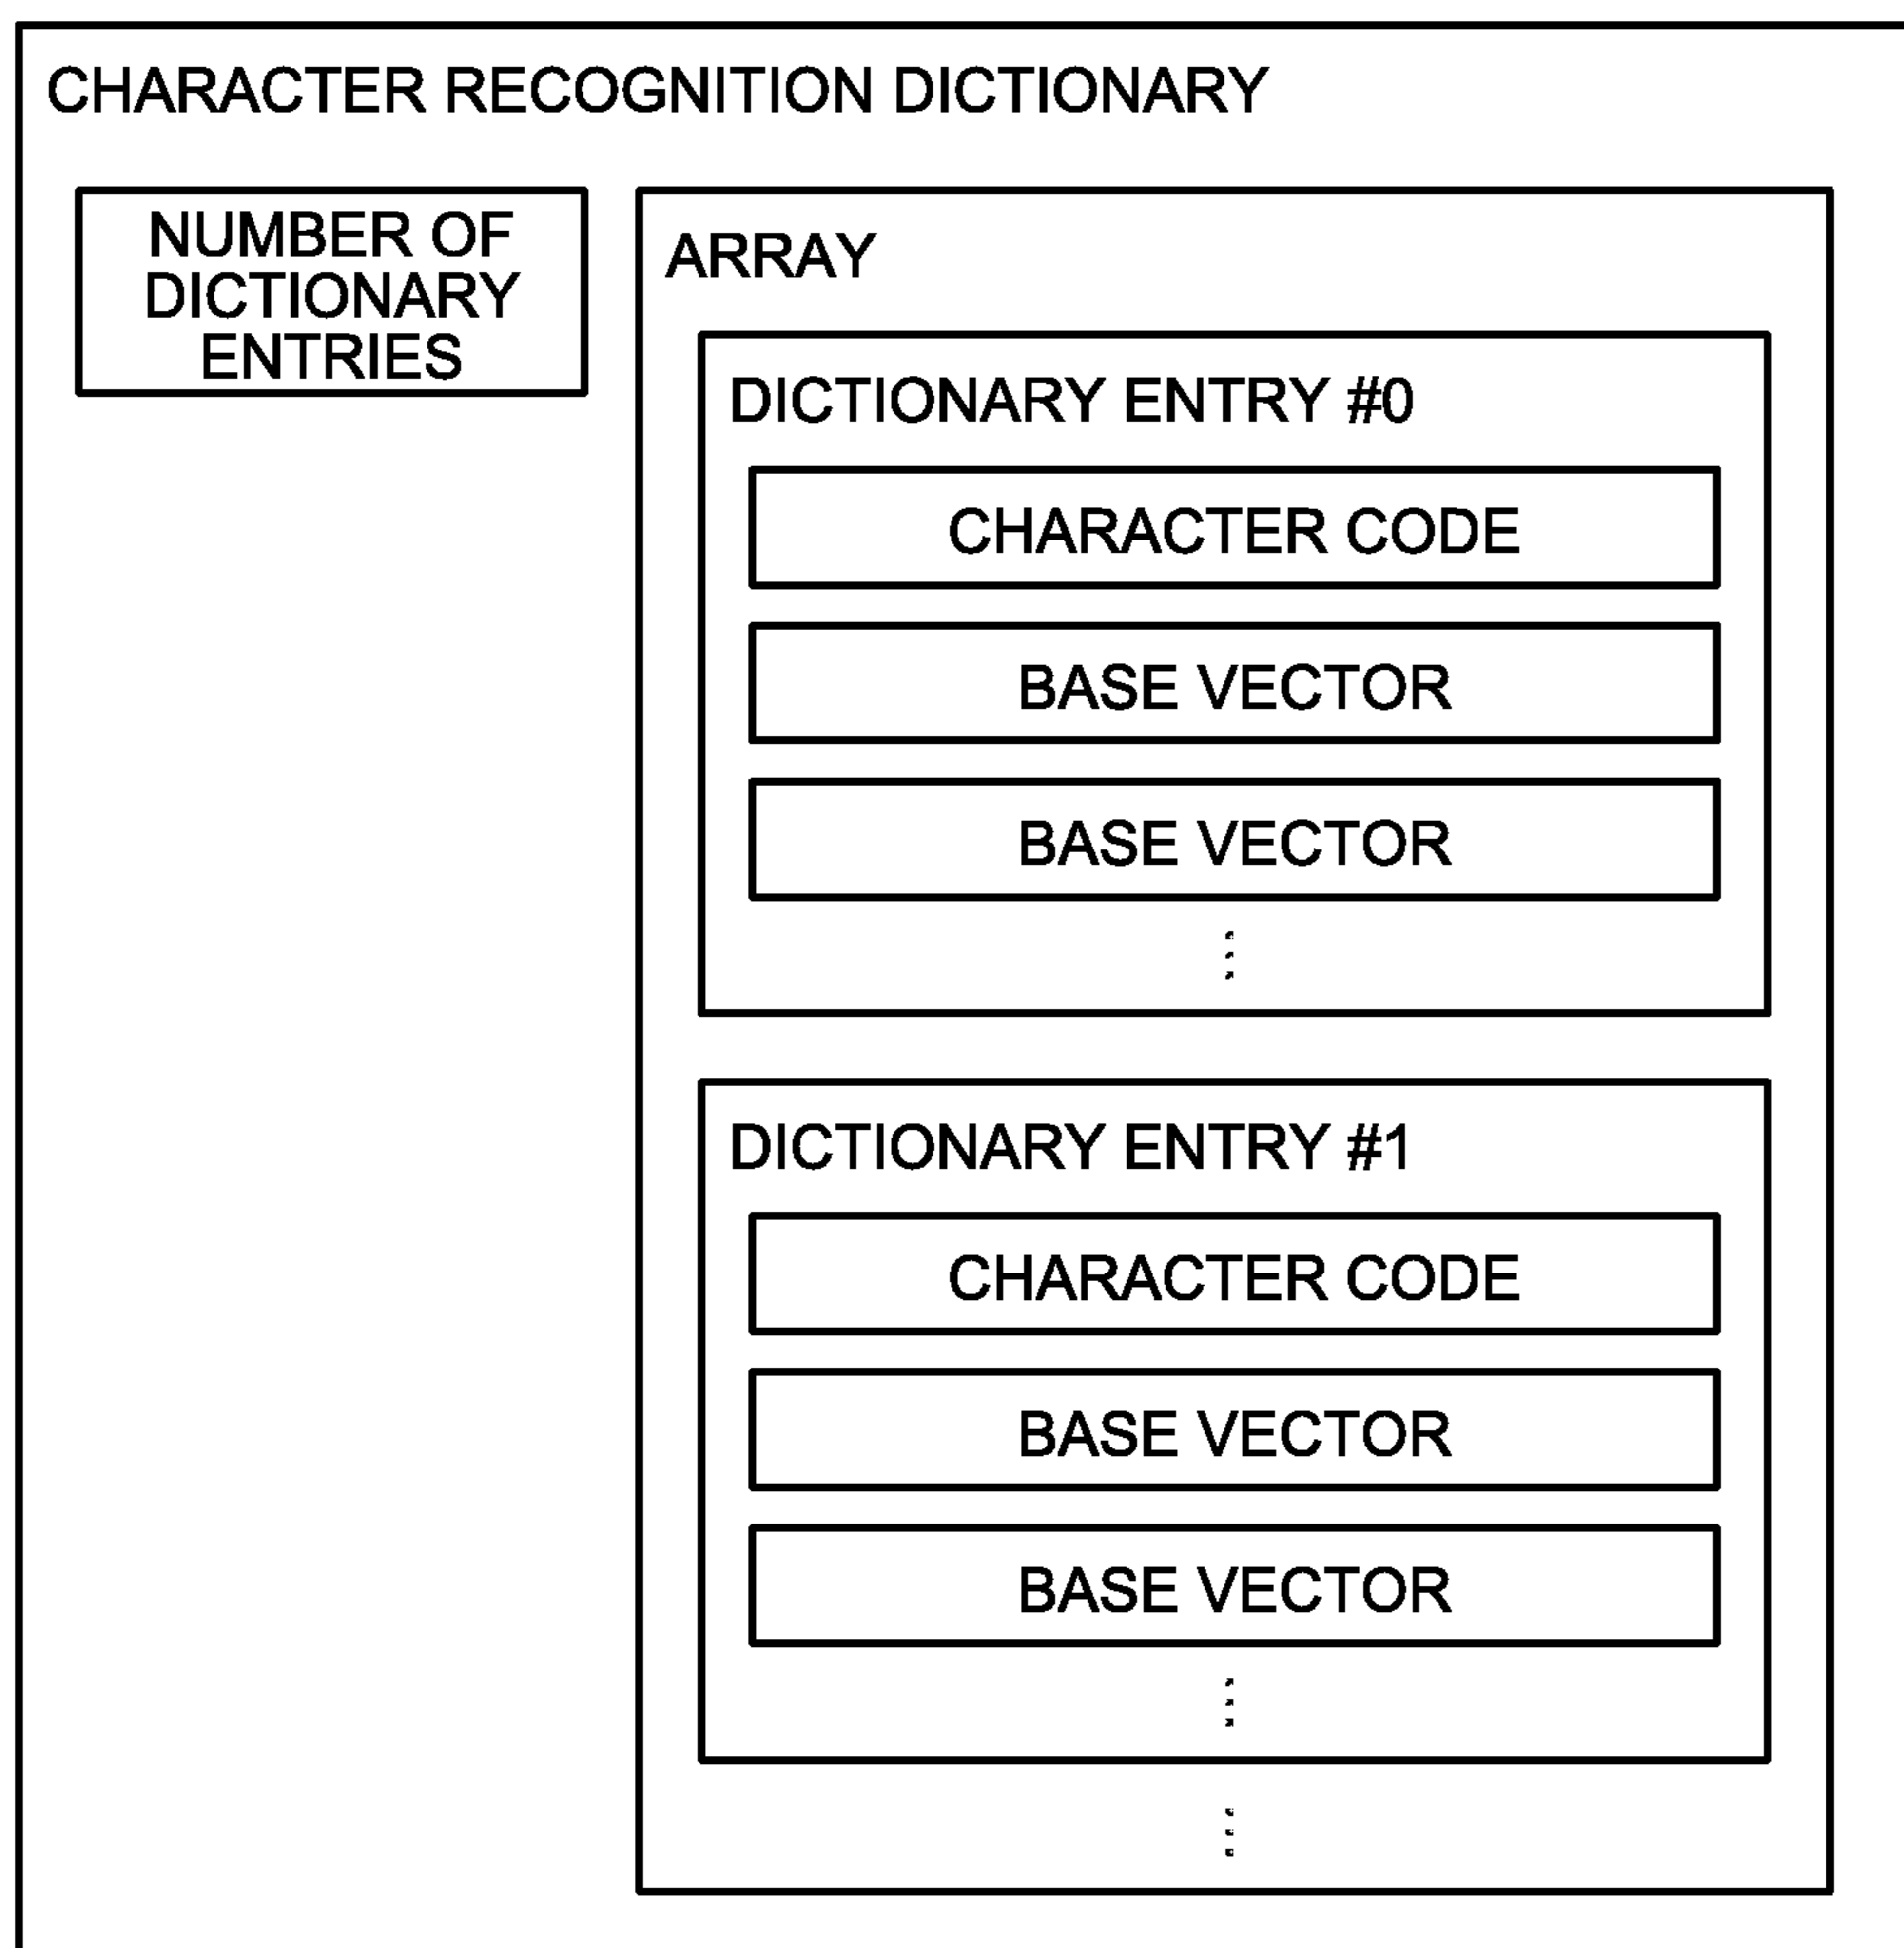 CHARACTER RECOGNITION DICTIONARY
NUMBER OF
DICTIONARY
ENTRIES
ARRAY
DICTIONARY ENTRY #0
CHARACTER CODE
BASE VECTOR
BASE VECTOR
DICTIONARY ENTRY #1
CHARACTER CODE
BASE VECTOR
BASE VECTOR